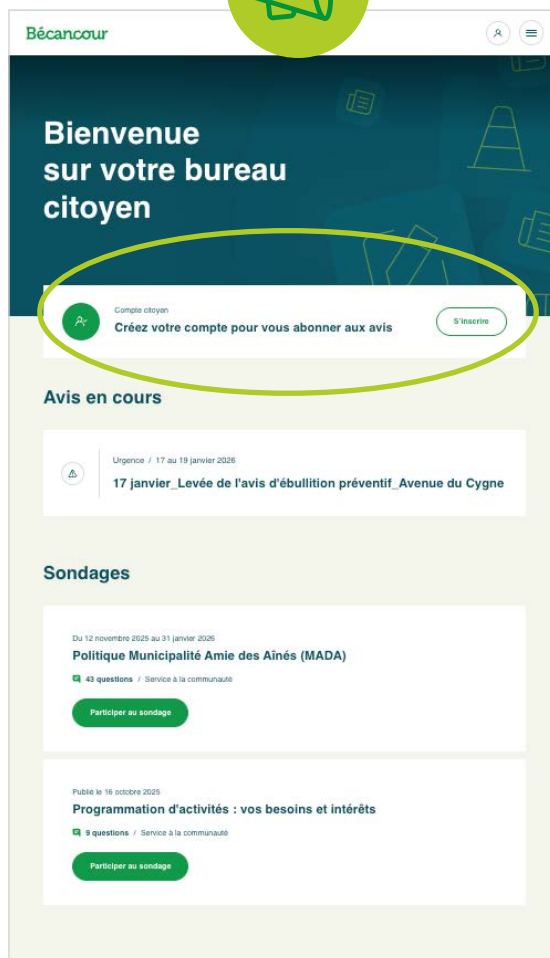 Bécancour
Bienvenue
sur votre bureau
citoyen
Compte citoyen
Créez votre compte pour vous abonner aux avis
S'inscrire
Avis en cours
Urgence / 17 au 19 janvier 2026
17 janvier_Levée de l'avis d'ébullition préventif_Avenue du Cygne
Sondages
Du 12 novembre 2025 au 31 janvier 2026
Politique Municipalité Amie des Aînés (MADA)
43 questions / Service à la communauté
Participer au sondage
Publié le 16 octobre 2025
Programmation d'activités : vos besoins et intérêts
9 questions / Service à la communauté
Participer au sondage